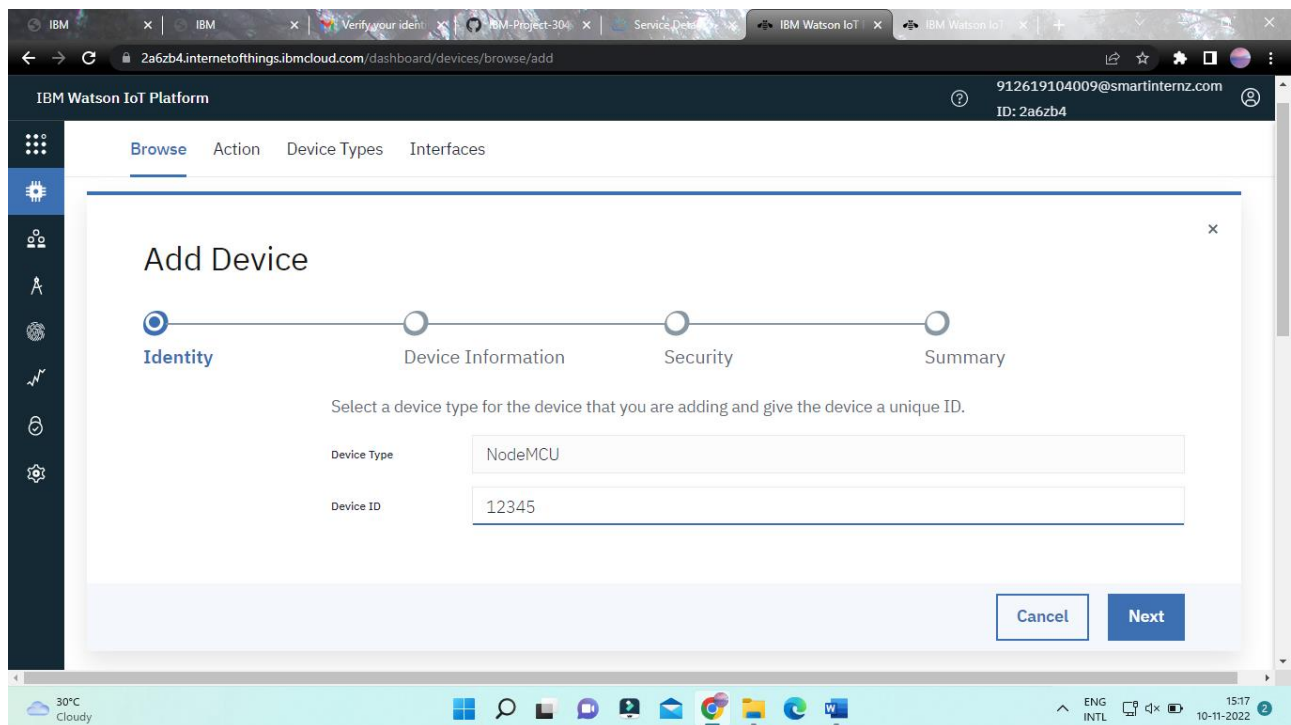 IBM
IBM
Verify your identi
IBM-Project-304
Service Deta
IBM Watson IoT
IBM Watson IoT
2a6zb4.internetofthings.ibmcloud.com/dashboard/devices/browse/add
IBM Watson IoT Platform
912619104009@smartinternz.com
ID: 2a6zb4
Browse Action Device Types Interfaces
Add Device
Identity Device Information Security Summary
Select a device type for the device that you are adding and give the device a unique ID.
Device Type NodeMCU
Device ID 12345
Cancel Next
30°C
Cloudy
ENG
INTL
15:17
10-11-2022
2